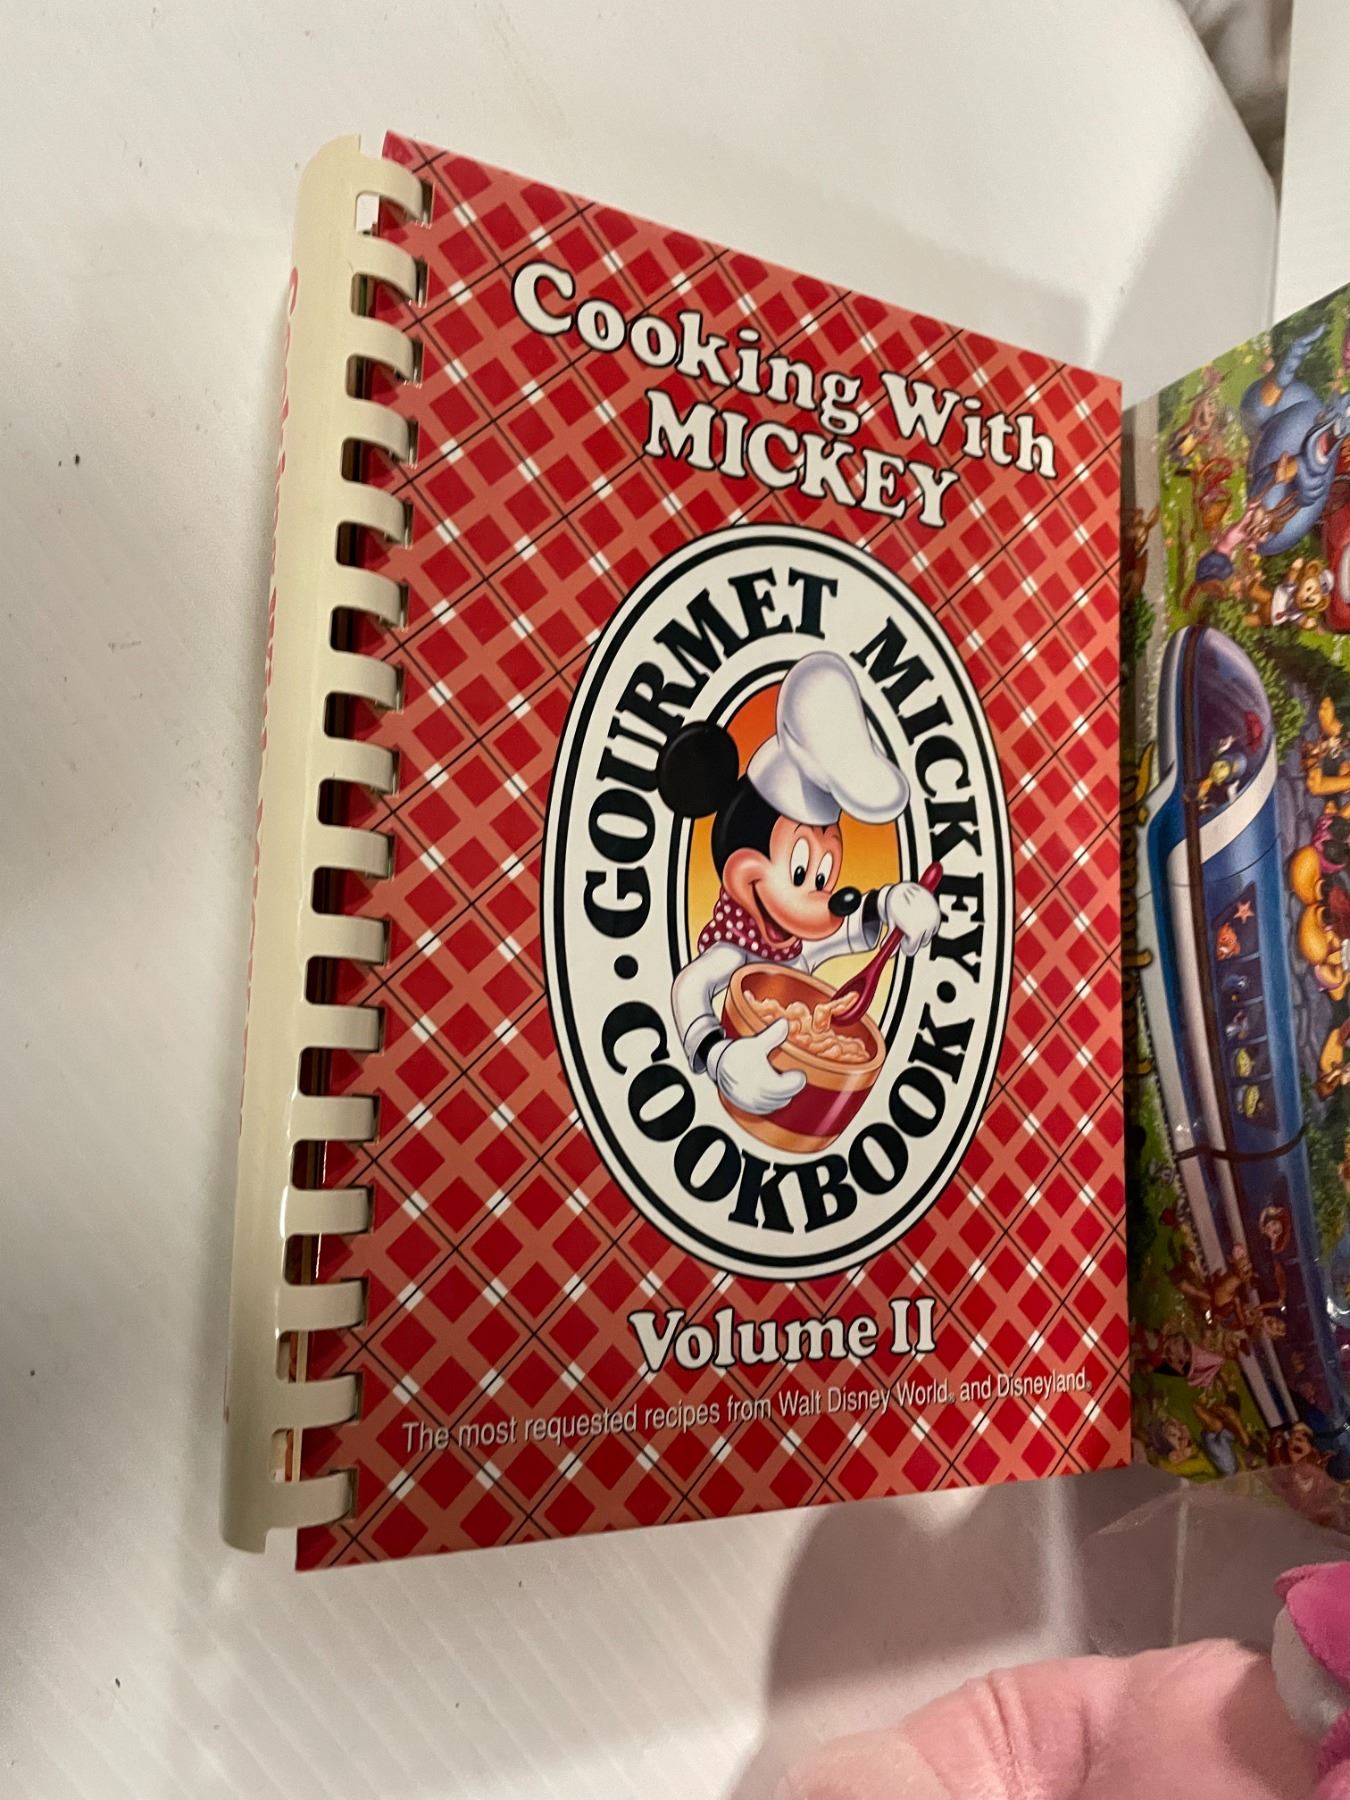 Cooking With
MICKEY
GOURMET MICKEY
COOKBOOK
Volume II
The most requested recipes from Walt Disney World® and Disneyland®